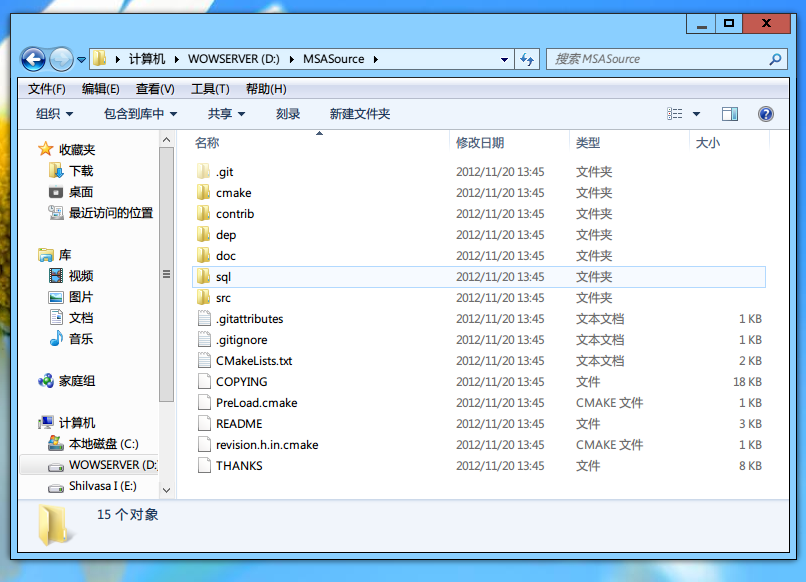 计算机 WOWSERVER (D:) MSASource
搜索 MSASource
文件(F) 编辑(E) 查看(V) 工具(T) 帮助(H)
组织 包含到库中 共享 刻录 新建文件夹
收藏夹
下载
桌面
最近访问的位置
库
视频
图片
文档
音乐
家庭组
计算机
本地磁盘 (C:)
WOWSERVER (D:
Shilvasa I (E:)
名称 修改日期 类型 大小
.git 2012/11/20 13:45 文件夹
cmake 2012/11/20 13:45 文件夹
contrib 2012/11/20 13:45 文件夹
dep 2012/11/20 13:45 文件夹
doc 2012/11/20 13:45 文件夹
sql 2012/11/20 13:45 文件夹
src 2012/11/20 13:45 文件夹
.gitattributes 2012/11/20 13:45 文本文档 1 KB
.gitignore 2012/11/20 13:45 文本文档 1 KB
CMakeLists.txt 2012/11/20 13:45 文本文档 2 KB
COPYING 2012/11/20 13:45 文件 18 KB
PreLoad.cmake 2012/11/20 13:45 CMAKE 文件 1 KB
README 2012/11/20 13:45 文件 3 KB
revision.h.in.cmake 2012/11/20 13:45 CMAKE 文件 1 KB
THANKS 2012/11/20 13:45 文件 8 KB
15 个对象